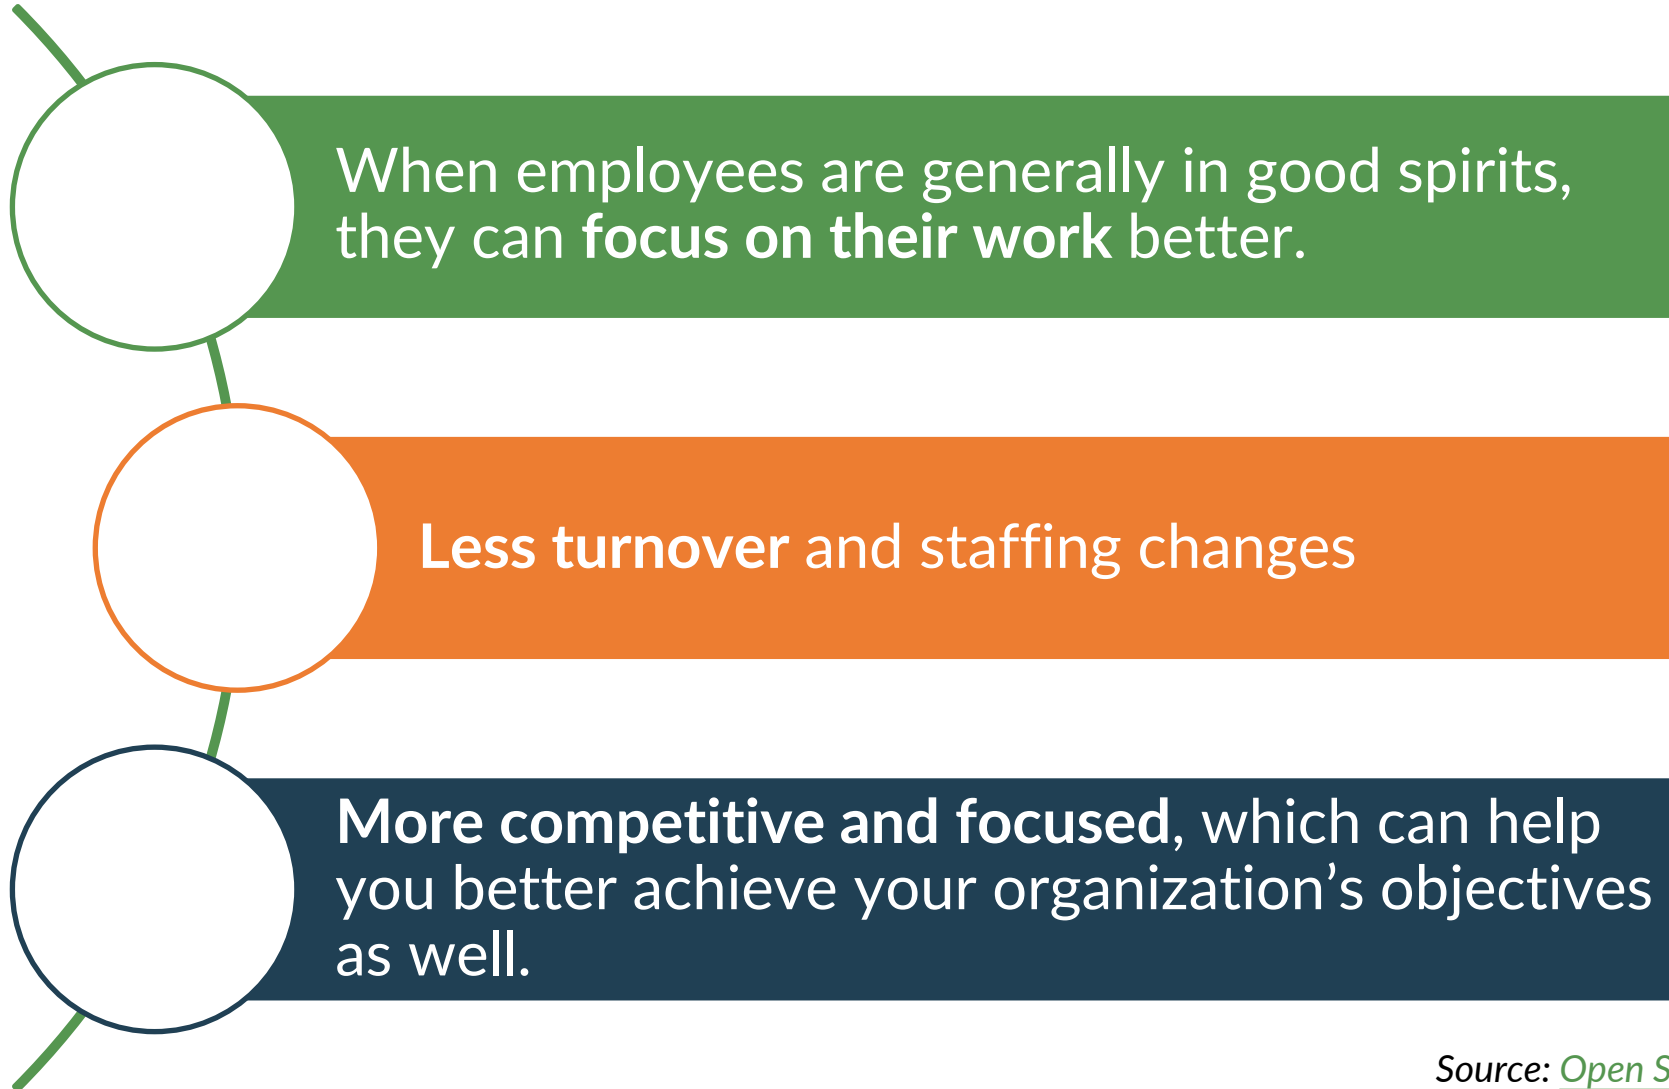 When employees are generally in good spirits,
they can focus on their work better.
Less turnover and staffing changes
More competitive and focused, which can help
you better achieve your organization’s objectives
as well.
Source: Open S